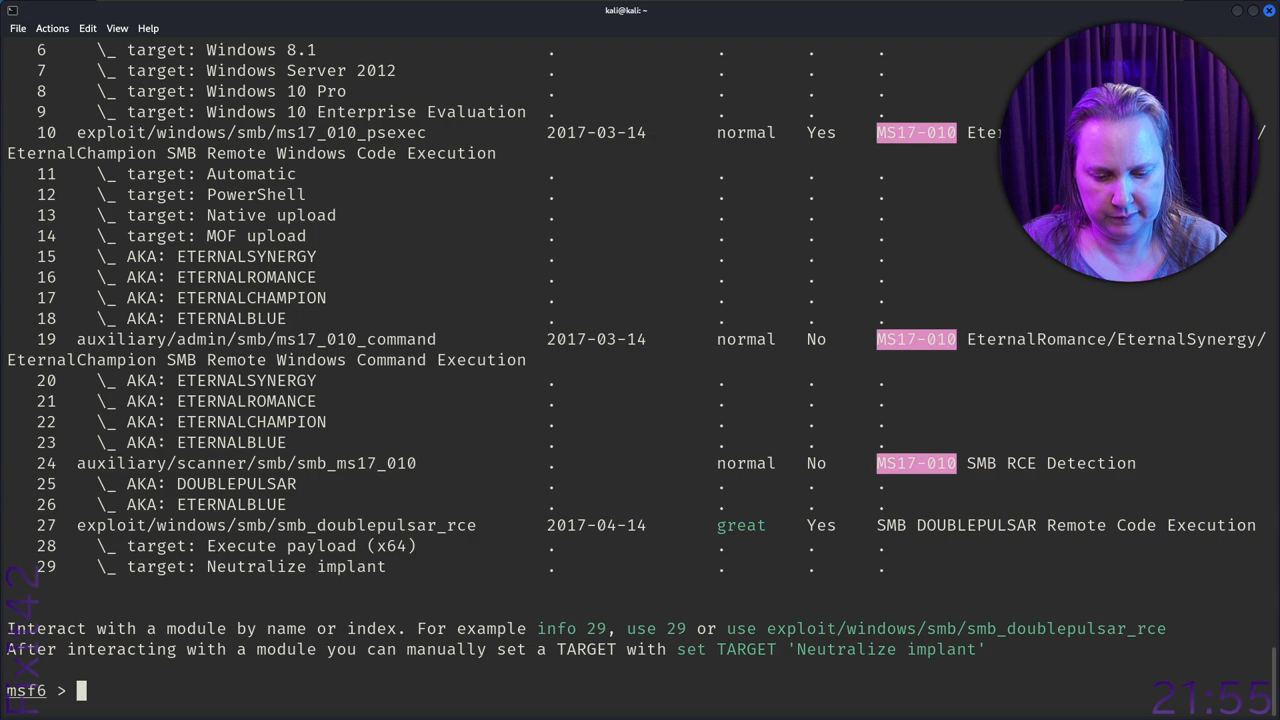 kali@kali: ~
File Actions Edit View Help
6 \_ target: Windows 8.1 . . . .
7 \_ target: Windows Server 2012 . . . .
8 \_ target: Windows 10 Pro . . . .
9 \_ target: Windows 10 Enterprise Evaluation . . . .
10 exploit/windows/smb/ms17_010_psexec 2017-03-14 normal Yes MS17-010 Eter /
EternalChampion SMB Remote Windows Code Execution
11 \_ target: Automatic . . . .
12 \_ target: PowerShell . . . .
13 \_ target: Native upload . . . .
14 \_ target: MOF upload . . . .
15 \_ AKA: ETERNALSYNERGY . . . .
16 \_ AKA: ETERNALROMANCE . . . .
17 \_ AKA: ETERNALCHAMPION . . . .
18 \_ AKA: ETERNALBLUE . . . .
19 auxiliary/admin/smb/ms17_010_command 2017-03-14 normal No MS17-010 EternalRomance/EternalSynergy/
EternalChampion SMB Remote Windows Command Execution
20 \_ AKA: ETERNALSYNERGY . . . .
21 \_ AKA: ETERNALROMANCE . . . .
22 \_ AKA: ETERNALCHAMPION . . . .
23 \_ AKA: ETERNALBLUE . . . .
24 auxiliary/scanner/smb/smb_ms17_010 normal No MS17-010 SMB RCE Detection
25 \_ AKA: DOUBLEPULSAR . . . .
26 \_ AKA: ETERNALBLUE . . . .
27 exploit/windows/smb/smb_doublepulsar_rce 2017-04-14 great Yes SMB DOUBLEPULSAR Remote Code Execution
28 \_ target: Execute payload (x64) . . . .
29 \_ target: Neutralize implant . . . .
Interact with a module by name or index. For example info 29, use 29 or use exploit/windows/smb/smb_doublepulsar_rce
After interacting with a module you can manually set a TARGET with set TARGET 'Neutralize implant'
msf6 >
21:55